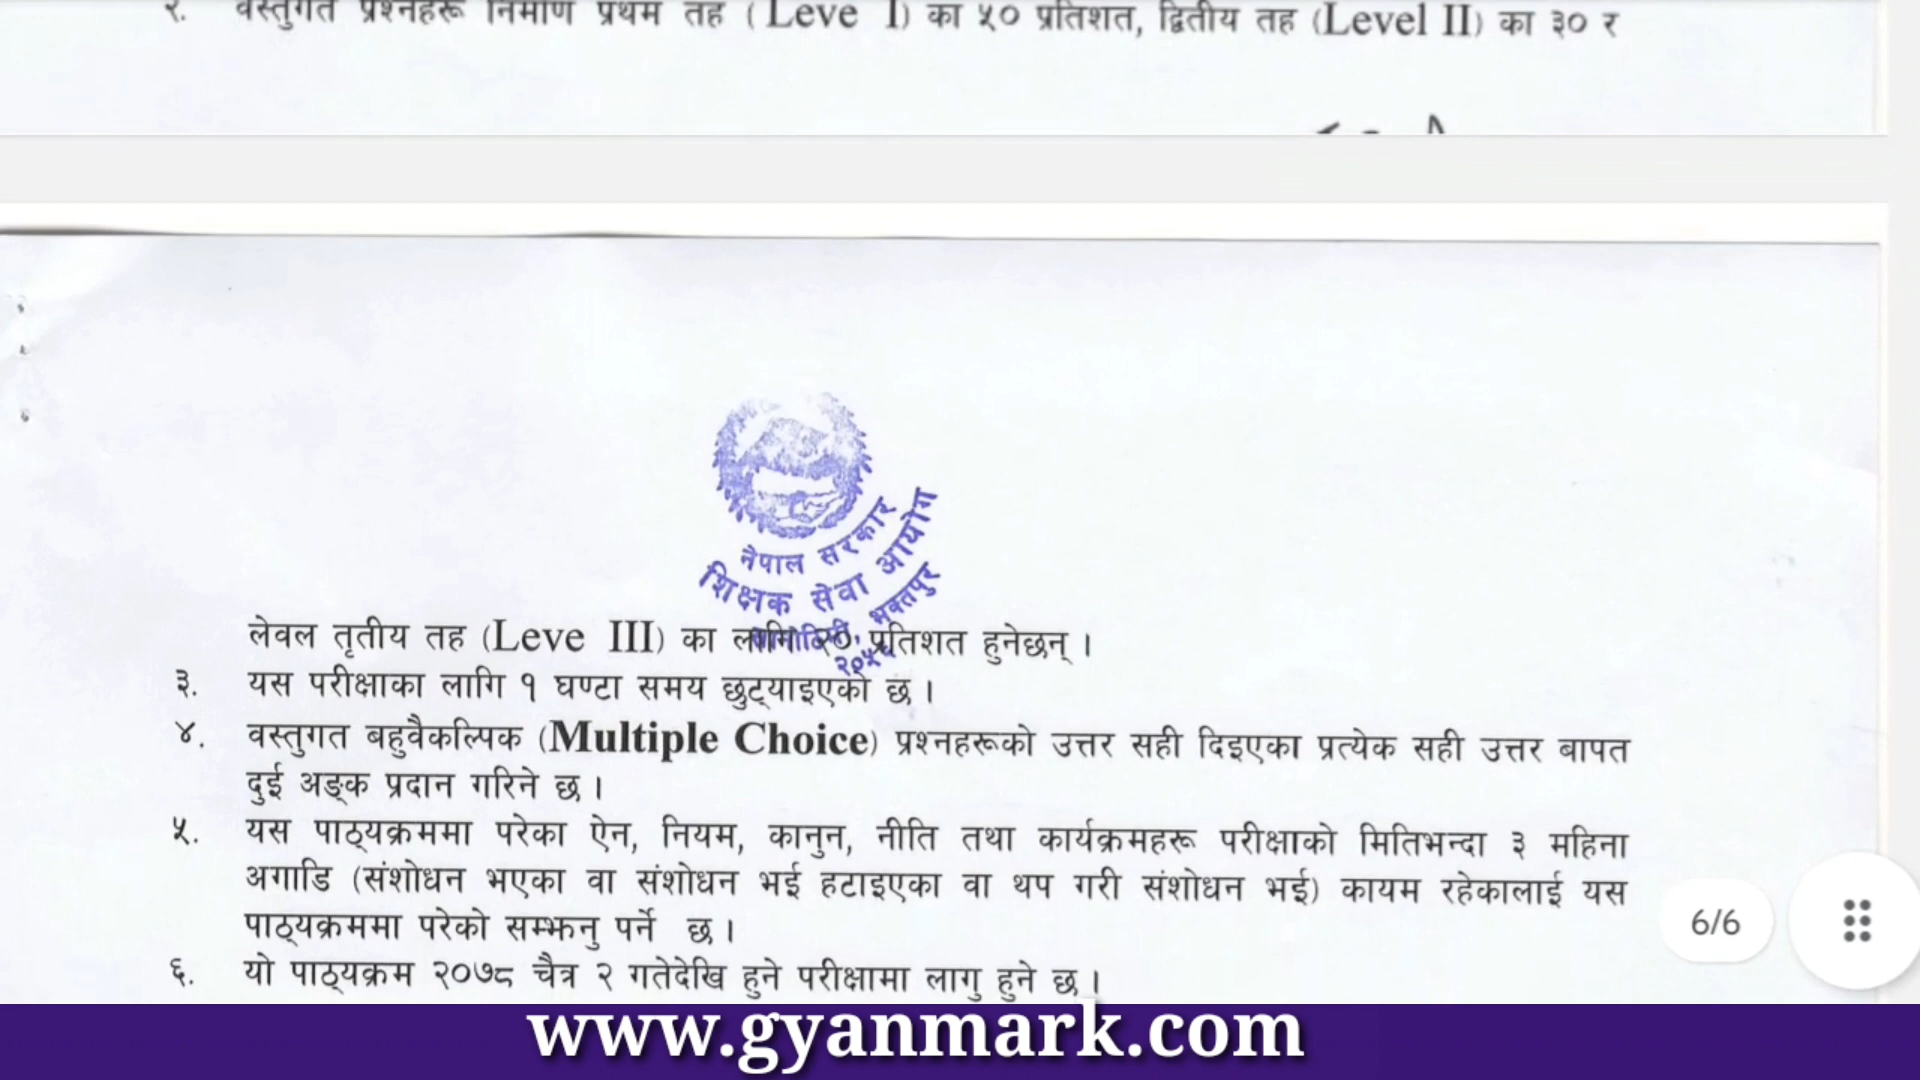 २. वस्तुगत प्रश्नहरू निर्माण प्रथम तह ( Leve I) का ५० प्रतिशत, द्वितीय तह (Level II) का ३० र
नेपाल सरकार
शिक्षक सेवा आयोग
भक्तपुर
लेवल तृतीय तह (Leve III) का लागि २० प्रतिशत हुनेछन् ।
३. यस परीक्षाका लागि १ घण्टा समय छुट्याइएको छ ।
४. वस्तुगत बहुवैकल्पिक (Multiple Choice) प्रश्नहरूको उत्तर सही दिइएका प्रत्येक सही उत्तर बापत
दुई अङ्क प्रदान गरिने छ ।
५. यस पाठ्यक्रममा परेका ऐन, नियम, कानुन, नीति तथा कार्यक्रमहरू परीक्षाको मितिभन्दा ३ महिना
अगाडि (संशोधन भएका वा संशोधन भई हटाइएका वा थप गरी संशोधन भई) कायम रहेकालाई यस
पाठ्यक्रममा परेको सम्झनु पर्ने छ ।
६. यो पाठ्यक्रम २०७८ चैत्र २ गतेदेखि हुने परीक्षामा लागु हुने छ ।
6/6
www.gyanmark.com